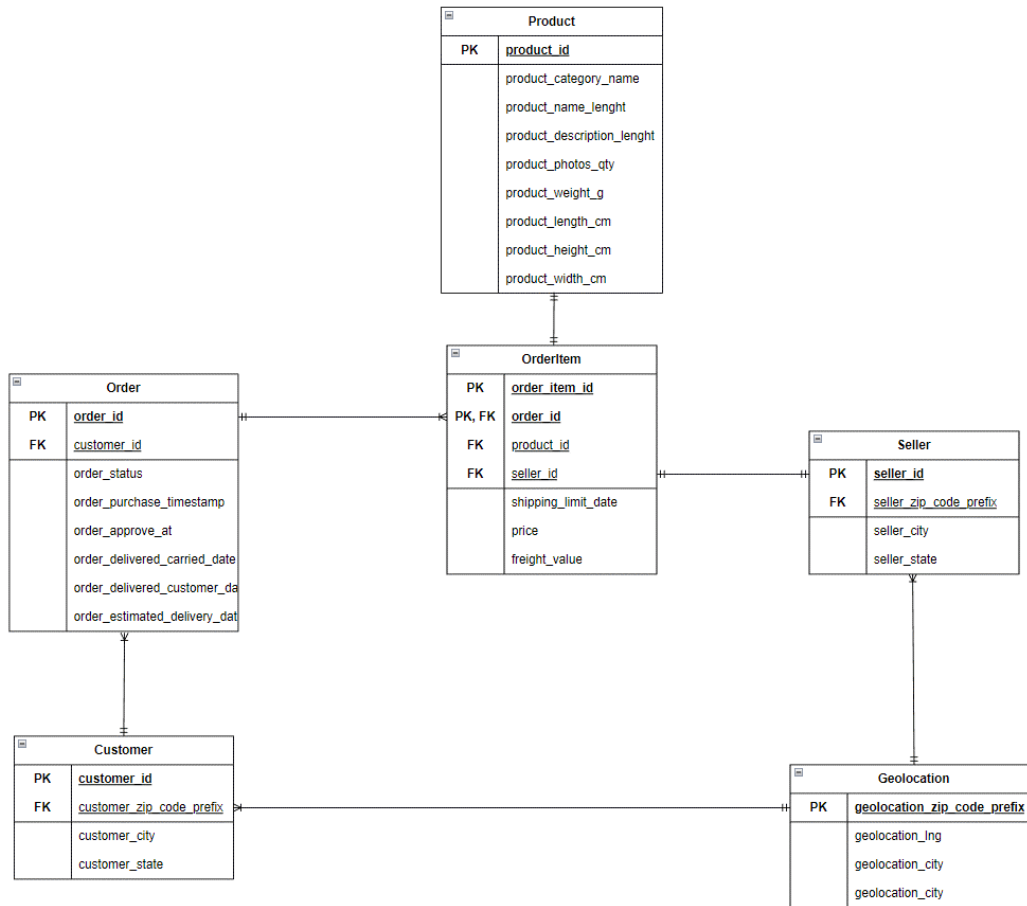 Product
PK product_id
product_category_name
product_name_lenght
product_description_lenght
product_photos_qty
product_weight_g
product_length_cm
product_height_cm
product_width_cm
OrderItem
PK order_item_id
PK, FK order_id
FK product_id
FK seller_id
shipping_limit_date
price
freight_value
Order
PK order_id
FK customer_id
order_status
order_purchase_timestamp
order_approve_at
order_delivered_carried_date
order_delivered_customer_da
order_estimated_delivery_dat
Seller
PK seller_id
FK seller_zip_code_prefix
seller_city
seller_state
Customer
PK customer_id
FK customer_zip_code_prefix
customer_city
customer_state
Geolocation
PK geolocation_zip_code_prefix
geolocation_lng
geolocation_city
geolocation_city